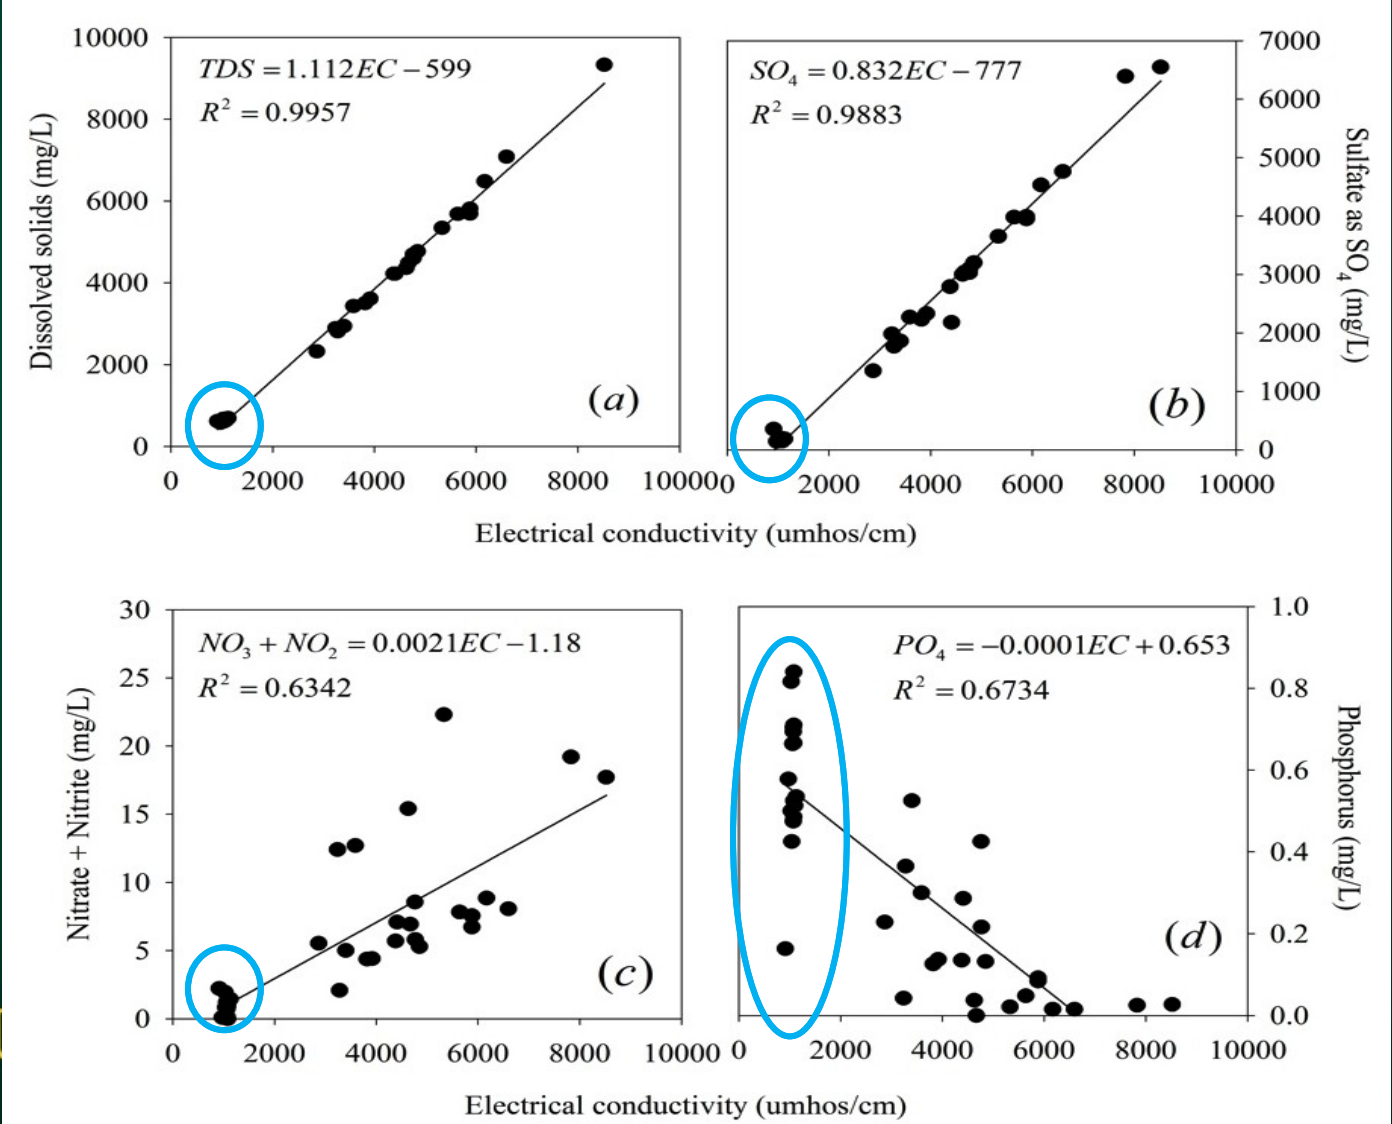 10000
8000
6000
4000
2000
0
Dissolved solids (mg/L)
TDS = 1.112EC − 599
R² = 0.9957
(a)
0 2000 4000 6000 8000 10000
SO₄ = 0.832EC − 777
R² = 0.9883
(b)
7000
6000
5000
4000
3000
2000
1000
0
Sulfate as SO₄ (mg/L)
0 2000 4000 6000 8000 10000
Electrical conductivity (umhos/cm)
30
25
20
15
10
5
0
Nitrate + Nitrite (mg/L)
NO₃ + NO₂ = 0.0021EC − 1.18
R² = 0.6342
(c)
0 2000 4000 6000 8000 10000
PO₄ = −0.0001EC + 0.653
R² = 0.6734
(d)
1.0
0.8
0.6
0.4
0.2
0.0
Phosphorus (mg/L)
0 2000 4000 6000 8000 10000
Electrical conductivity (umhos/cm)